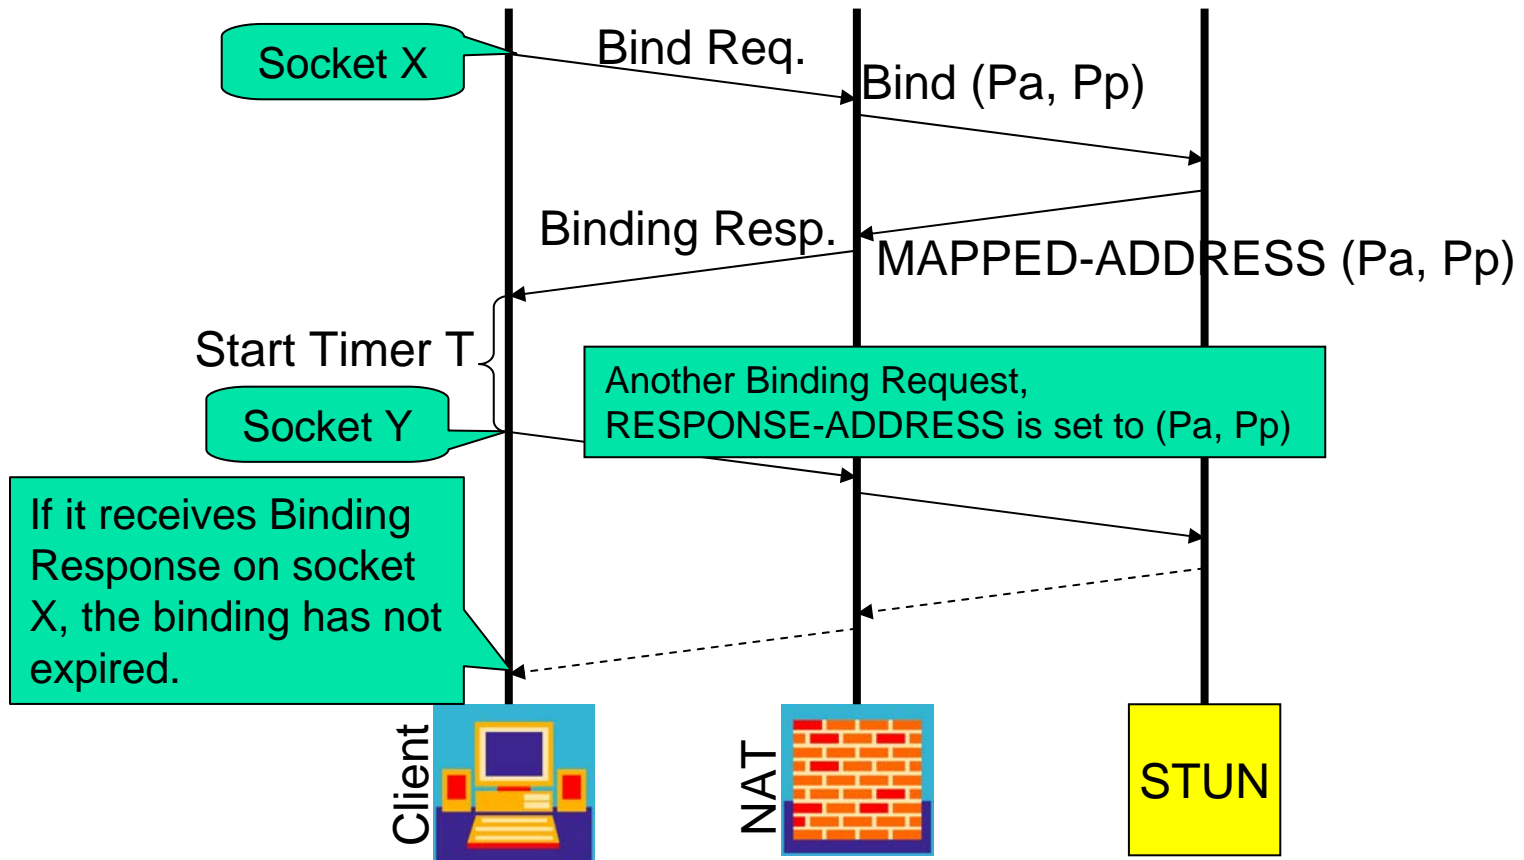 Socket X
Bind Req.
Bind (Pa, Pp)
Binding Resp.
MAPPED-ADDRESS (Pa, Pp)
Start Timer T
Another Binding Request,
RESPONSE-ADDRESS is set to (Pa, Pp)
Socket Y
If it receives Binding
Response on socket
X, the binding has not
expired.
Client
NAT
STUN